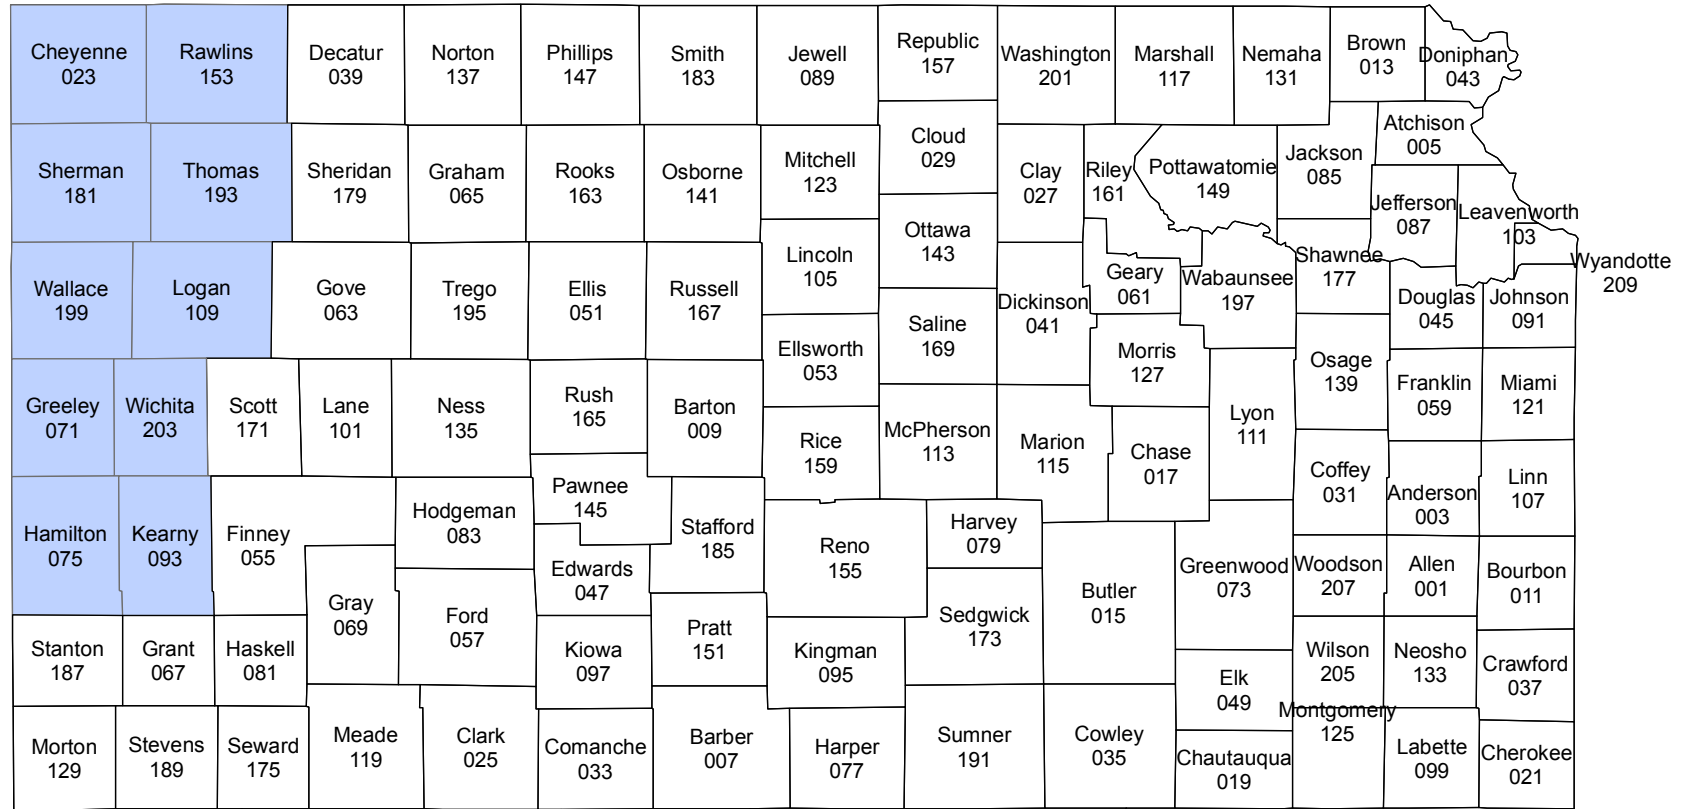 Cheyenne
023
Rawlins
153
Decatur
039
Norton
137
Phillips
147
Smith
183
Jewell
089
Republic
157
Washington
201
Marshall
117
Nemaha
131
Brown
013
Doniphan
043
Sherman
181
Thomas
193
Sheridan
179
Graham
065
Rooks
163
Osborne
141
Mitchell
123
Cloud
029
Clay
027
Riley
161
Pottawatomie
149
Jackson
085
Atchison
005
Jefferson
087
Leavenworth
103
Wyandotte
209
Wallace
199
Logan
109
Gove
063
Trego
195
Ellis
051
Russell
167
Lincoln
105
Ottawa
143
Saline
169
Dickinson
041
Geary
061
Wabaunsee
197
Shawnee
177
Douglas
045
Johnson
091
Greeley
071
Wichita
203
Scott
171
Lane
101
Ness
135
Rush
165
Barton
009
Ellsworth
053
Rice
159
McPherson
113
Marion
115
Morris
127
Chase
017
Lyon
111
Osage
139
Franklin
059
Miami
121
Coffey
031
Anderson
003
Linn
107
Hamilton
075
Kearny
093
Finney
055
Hodgeman
083
Pawnee
145
Stafford
185
Edwards
047
Gray
069
Ford
057
Reno
155
Harvey
079
Sedgwick
173
Butler
015
Greenwood
073
Woodson
207
Allen
001
Bourbon
011
Stanton
187
Grant
067
Haskell
081
Kiowa
097
Pratt
151
Kingman
095
Elk
049
Wilson
205
Neosho
133
Crawford
037
Morton
129
Stevens
189
Seward
175
Meade
119
Clark
025
Comanche
033
Barber
007
Harper
077
Sumner
191
Cowley
035
Chautauqua
019
Montgomery
125
Labette
099
Cherokee
021